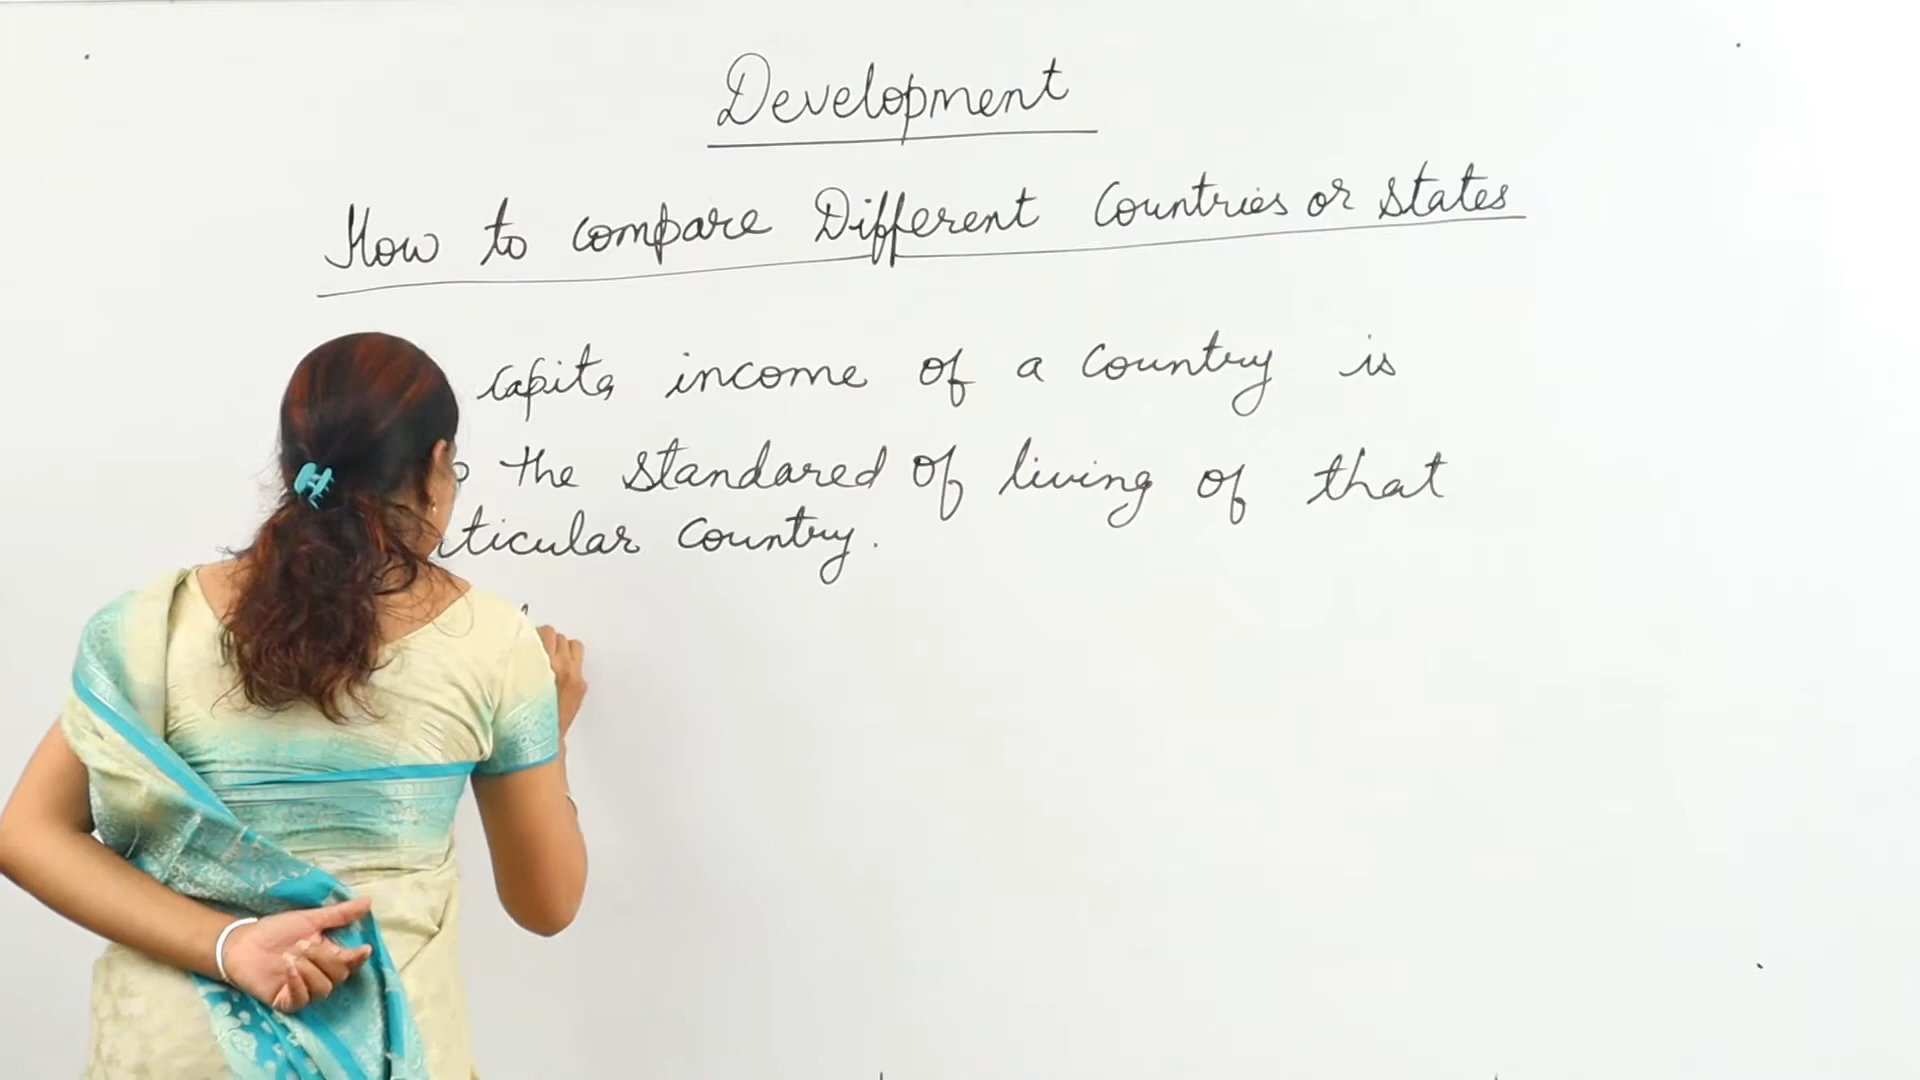 Development
How to compare Different Countries or States
capita income of a Country is
the standared of living of that
ticular Country.